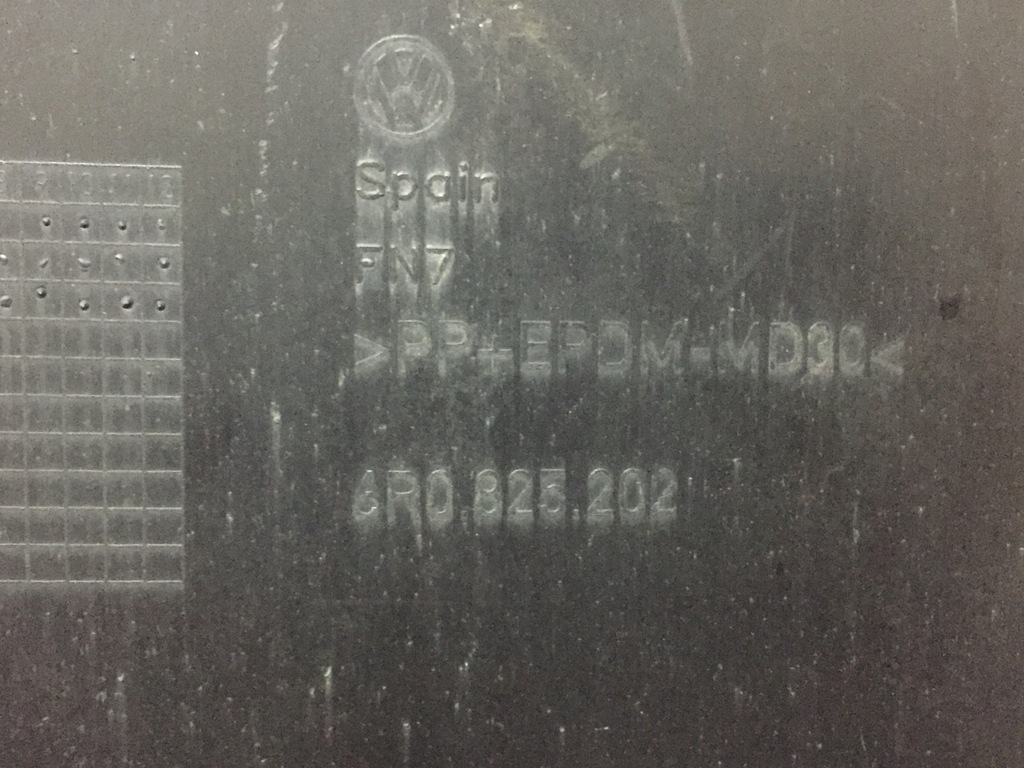 Spain
FN7
>PP+EPDM-MD30<
6R0.825.202